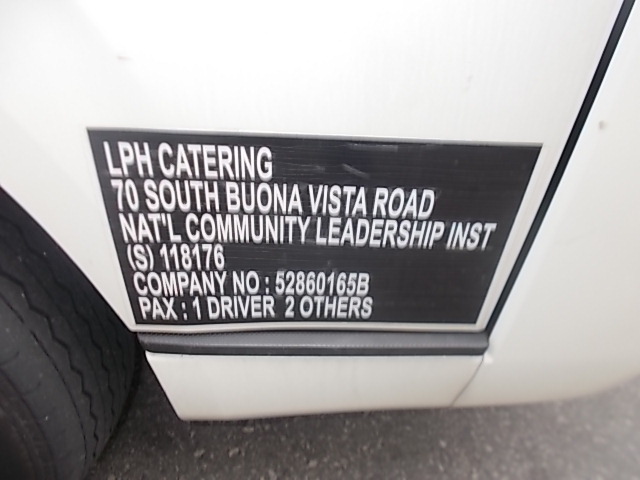 LPH CATERING
70 SOUTH BUONA VISTA ROAD
NAT'L COMMUNITY LEADERSHIP INST
(S) 118176
COMPANY NO : 52860165B
PAX : 1 DRIVER 2 OTHERS